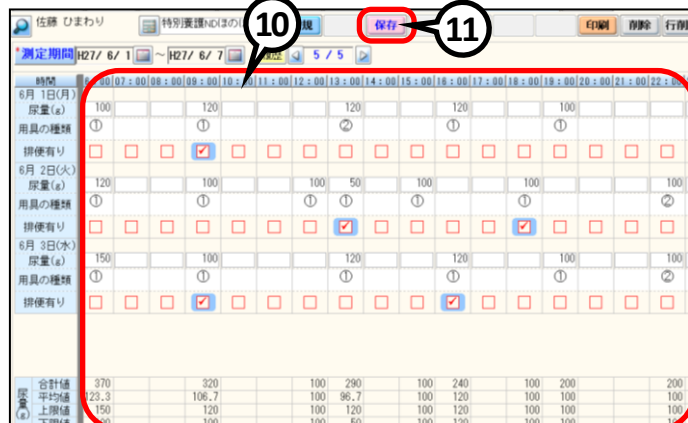 佐藤 ひまわり 特別養護NDほの 規 保存 印刷 削除 行削
10 11
*測定期間 H27/ 6/ 1 ～ H27/ 6/ 7 履歴 5 / 5
時間 6:00 07:00 08:00 09:00 10:00 11:00 12:00 13:00 14:00 15:00 16:00 17:00 18:00 19:00 20:00 21:00 22:00
6月 1日(月)
尿量(g) 100 120 120 120 100
用具の種類 ① ① ② ① ①
排便有り
6月 2日(火)
尿量(g) 120 100 100 50 100 100 100
用具の種類 ① ① ① ① ① ① ②
排便有り
6月 3日(水)
尿量(g) 150 100 120 120 100 100
用具の種類 ① ① ① ① ① ②
排便有り
尿量(g)
合計値 370 320 100 290 100 240 100 200 200
平均値 123.3 106.7 100 96.7 100 120 100 100 100
上限値 150 120 100 120 100 120 100 100 100